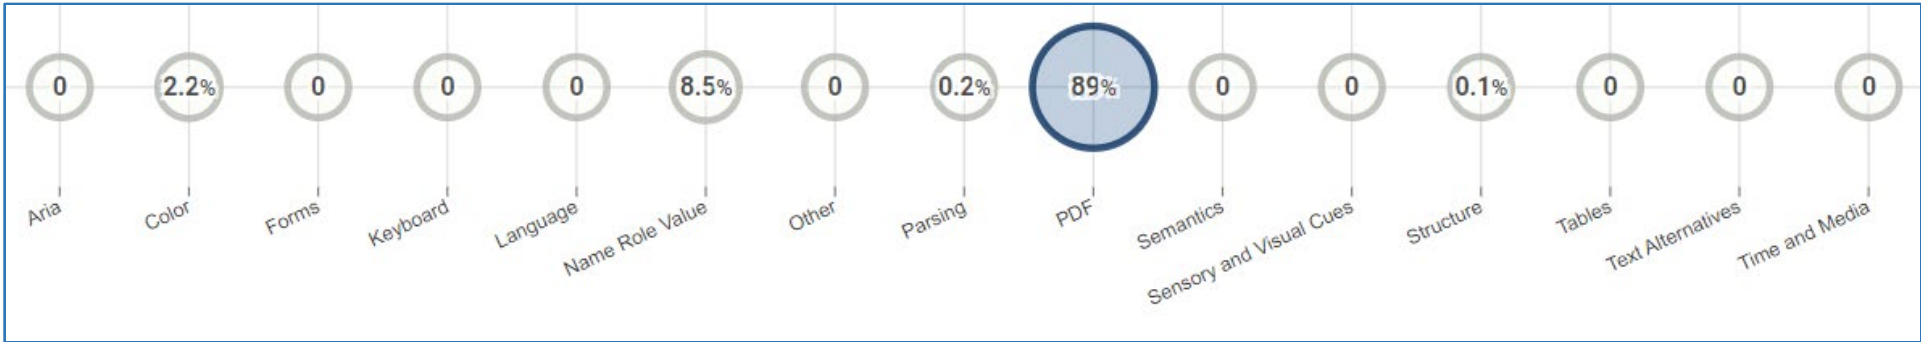 0 2.2% 0 0 0 8.5% 0 0.2% 89% 0 0 0.1% 0 0 0
Aria Color Forms Keyboard Language Name Role Value Other Parsing PDF Semantics Sensory and Visual Cues Structure Tables Text Alternatives Time and Media